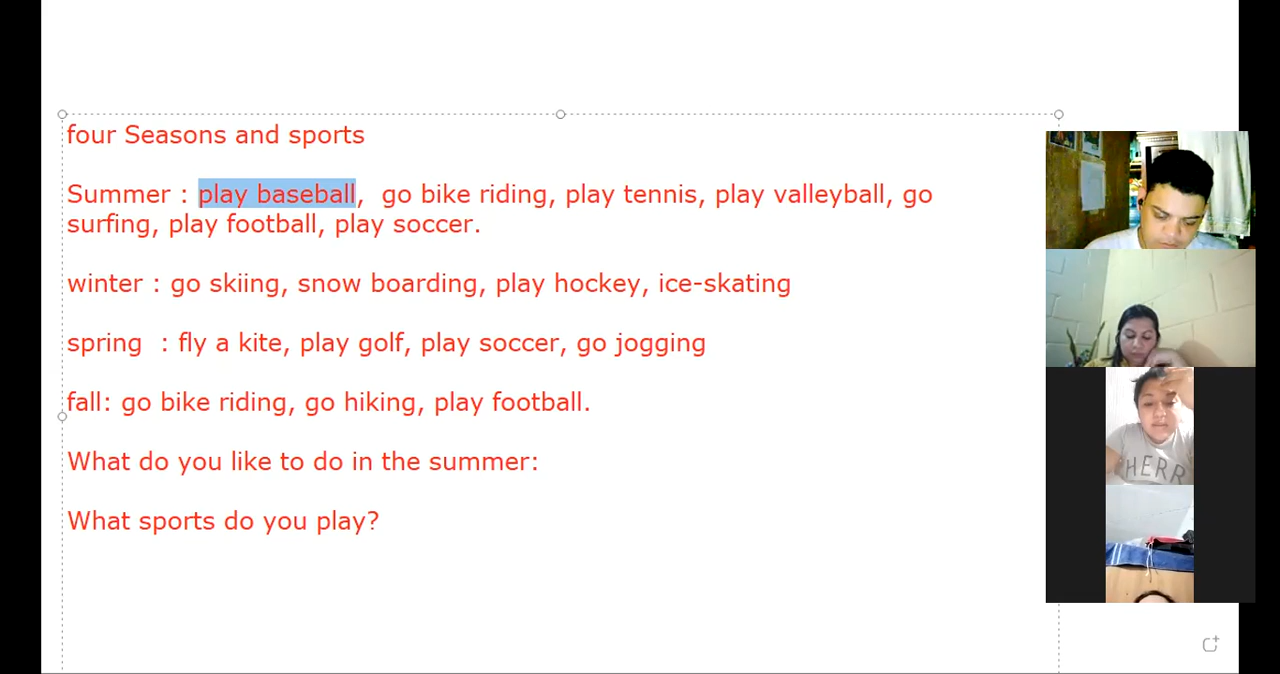 four Seasons and sports
Summer : play baseball,  go bike riding, play tennis, play valleyball, go
surfing, play football, play soccer.
winter : go skiing, snow boarding, play hockey, ice-skating
spring  : fly a kite, play golf, play soccer, go jogging
fall: go bike riding, go hiking, play football.
What do you like to do in the summer:
What sports do you play?
HERR